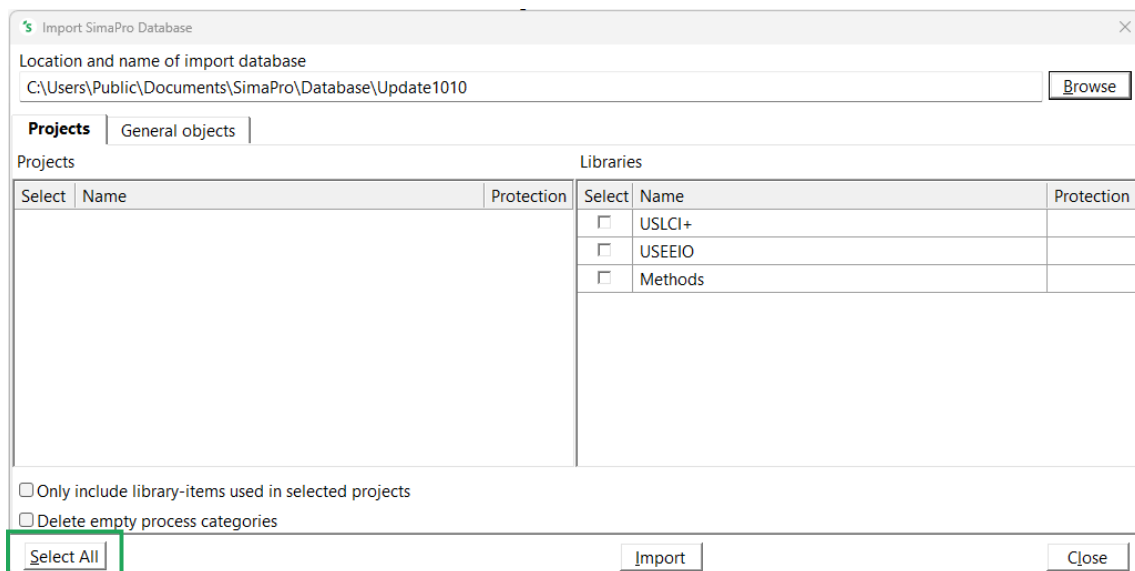 Import SimaPro Database
Location and name of import database
C:\Users\Public\Documents\SimaPro\Database\Update1010
Browse
Projects
General objects
Projects
Libraries
Select Name Protection
Select Name Protection
USLCI+
USEEIO
Methods
Only include library-items used in selected projects
Delete empty process categories
Select All
Import
Close